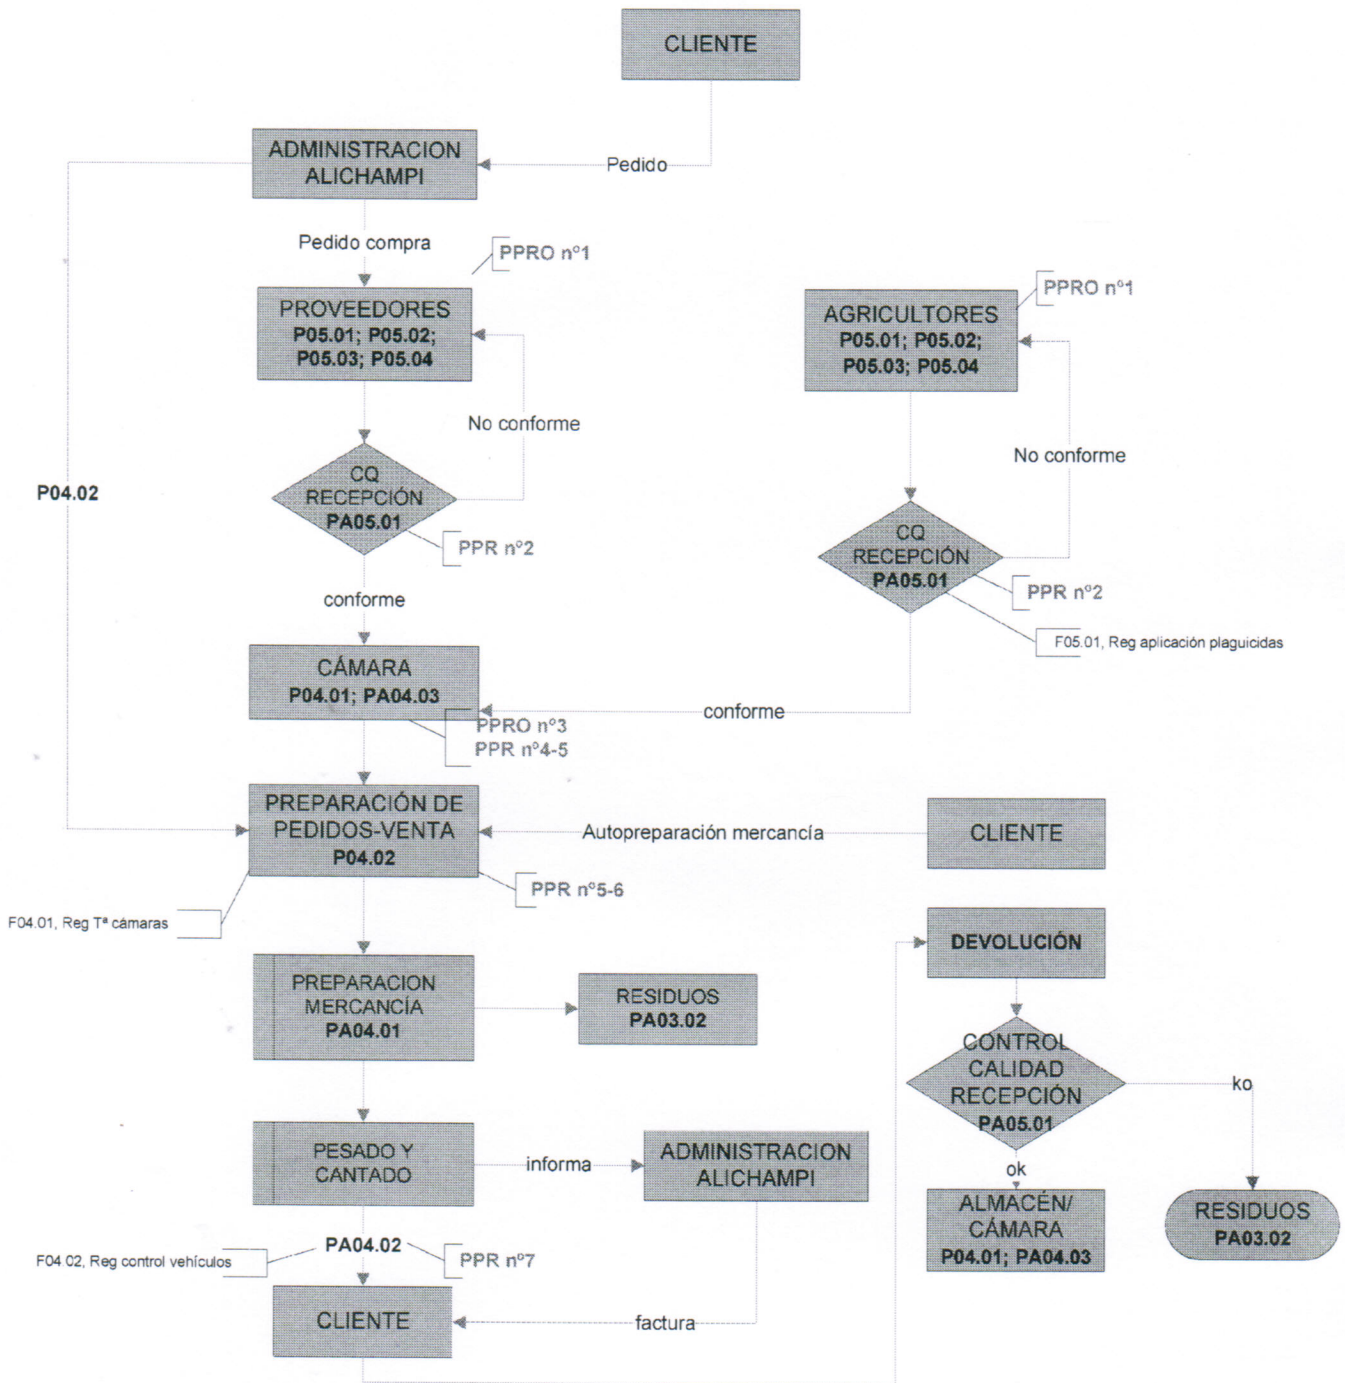 CLIENTE
ADMINISTRACION
ALICHAMPI
Pedido
Pedido compra
PPRO nº1
PROVEEDORES
P05.01; P05.02;
P05.03; P05.04
PPRO nº1
AGRICULTORES
P05.01; P05.02;
P05.03; P05.04
No conforme
No conforme
P04.02
CQ
RECEPCIÓN
PA05.01
PPR nº2
CQ
RECEPCIÓN
PA05.01
PPR nº2
F05.01, Reg aplicación plaguicidas
conforme
CÁMARA
P04.01; PA04.03
conforme
PPRO nº3
PPR nº4-5
PREPARACIÓN DE
PEDIDOS-VENTA
P04.02
Autopreparación mercancía
CLIENTE
PPR nº5-6
F04.01, Reg Tª cámaras
DEVOLUCIÓN
PREPARACION
MERCANCÍA
PA04.01
RESIDUOS
PA03.02
CONTROL
CALIDAD
RECEPCIÓN
PA05.01
ko
ok
PESADO Y
CANTADO
informa
ADMINISTRACION
ALICHAMPI
ALMACÉN/
CÁMARA
P04.01; PA04.03
RESIDUOS
PA03.02
PA04.02
F04.02, Reg control vehículos
PPR nº7
CLIENTE
factura